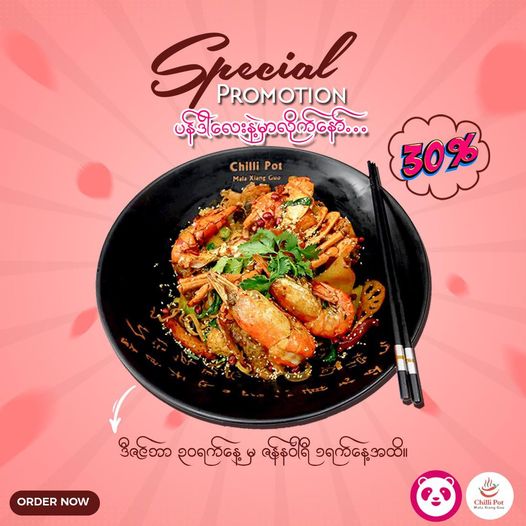 Special
PROMOTION
ပန်ဒါလေးနဲ့မှာလိုက်နော်...
30%
Chilli Pot
Mala Xiang Guo
ဒီဇင်ဘာ ၃၀ရက်နေ့ မှ ဇန်နဝါရီ ၁ရက်နေ့အထိ။
ORDER NOW
Chilli Pot
Mala Xiang Guo